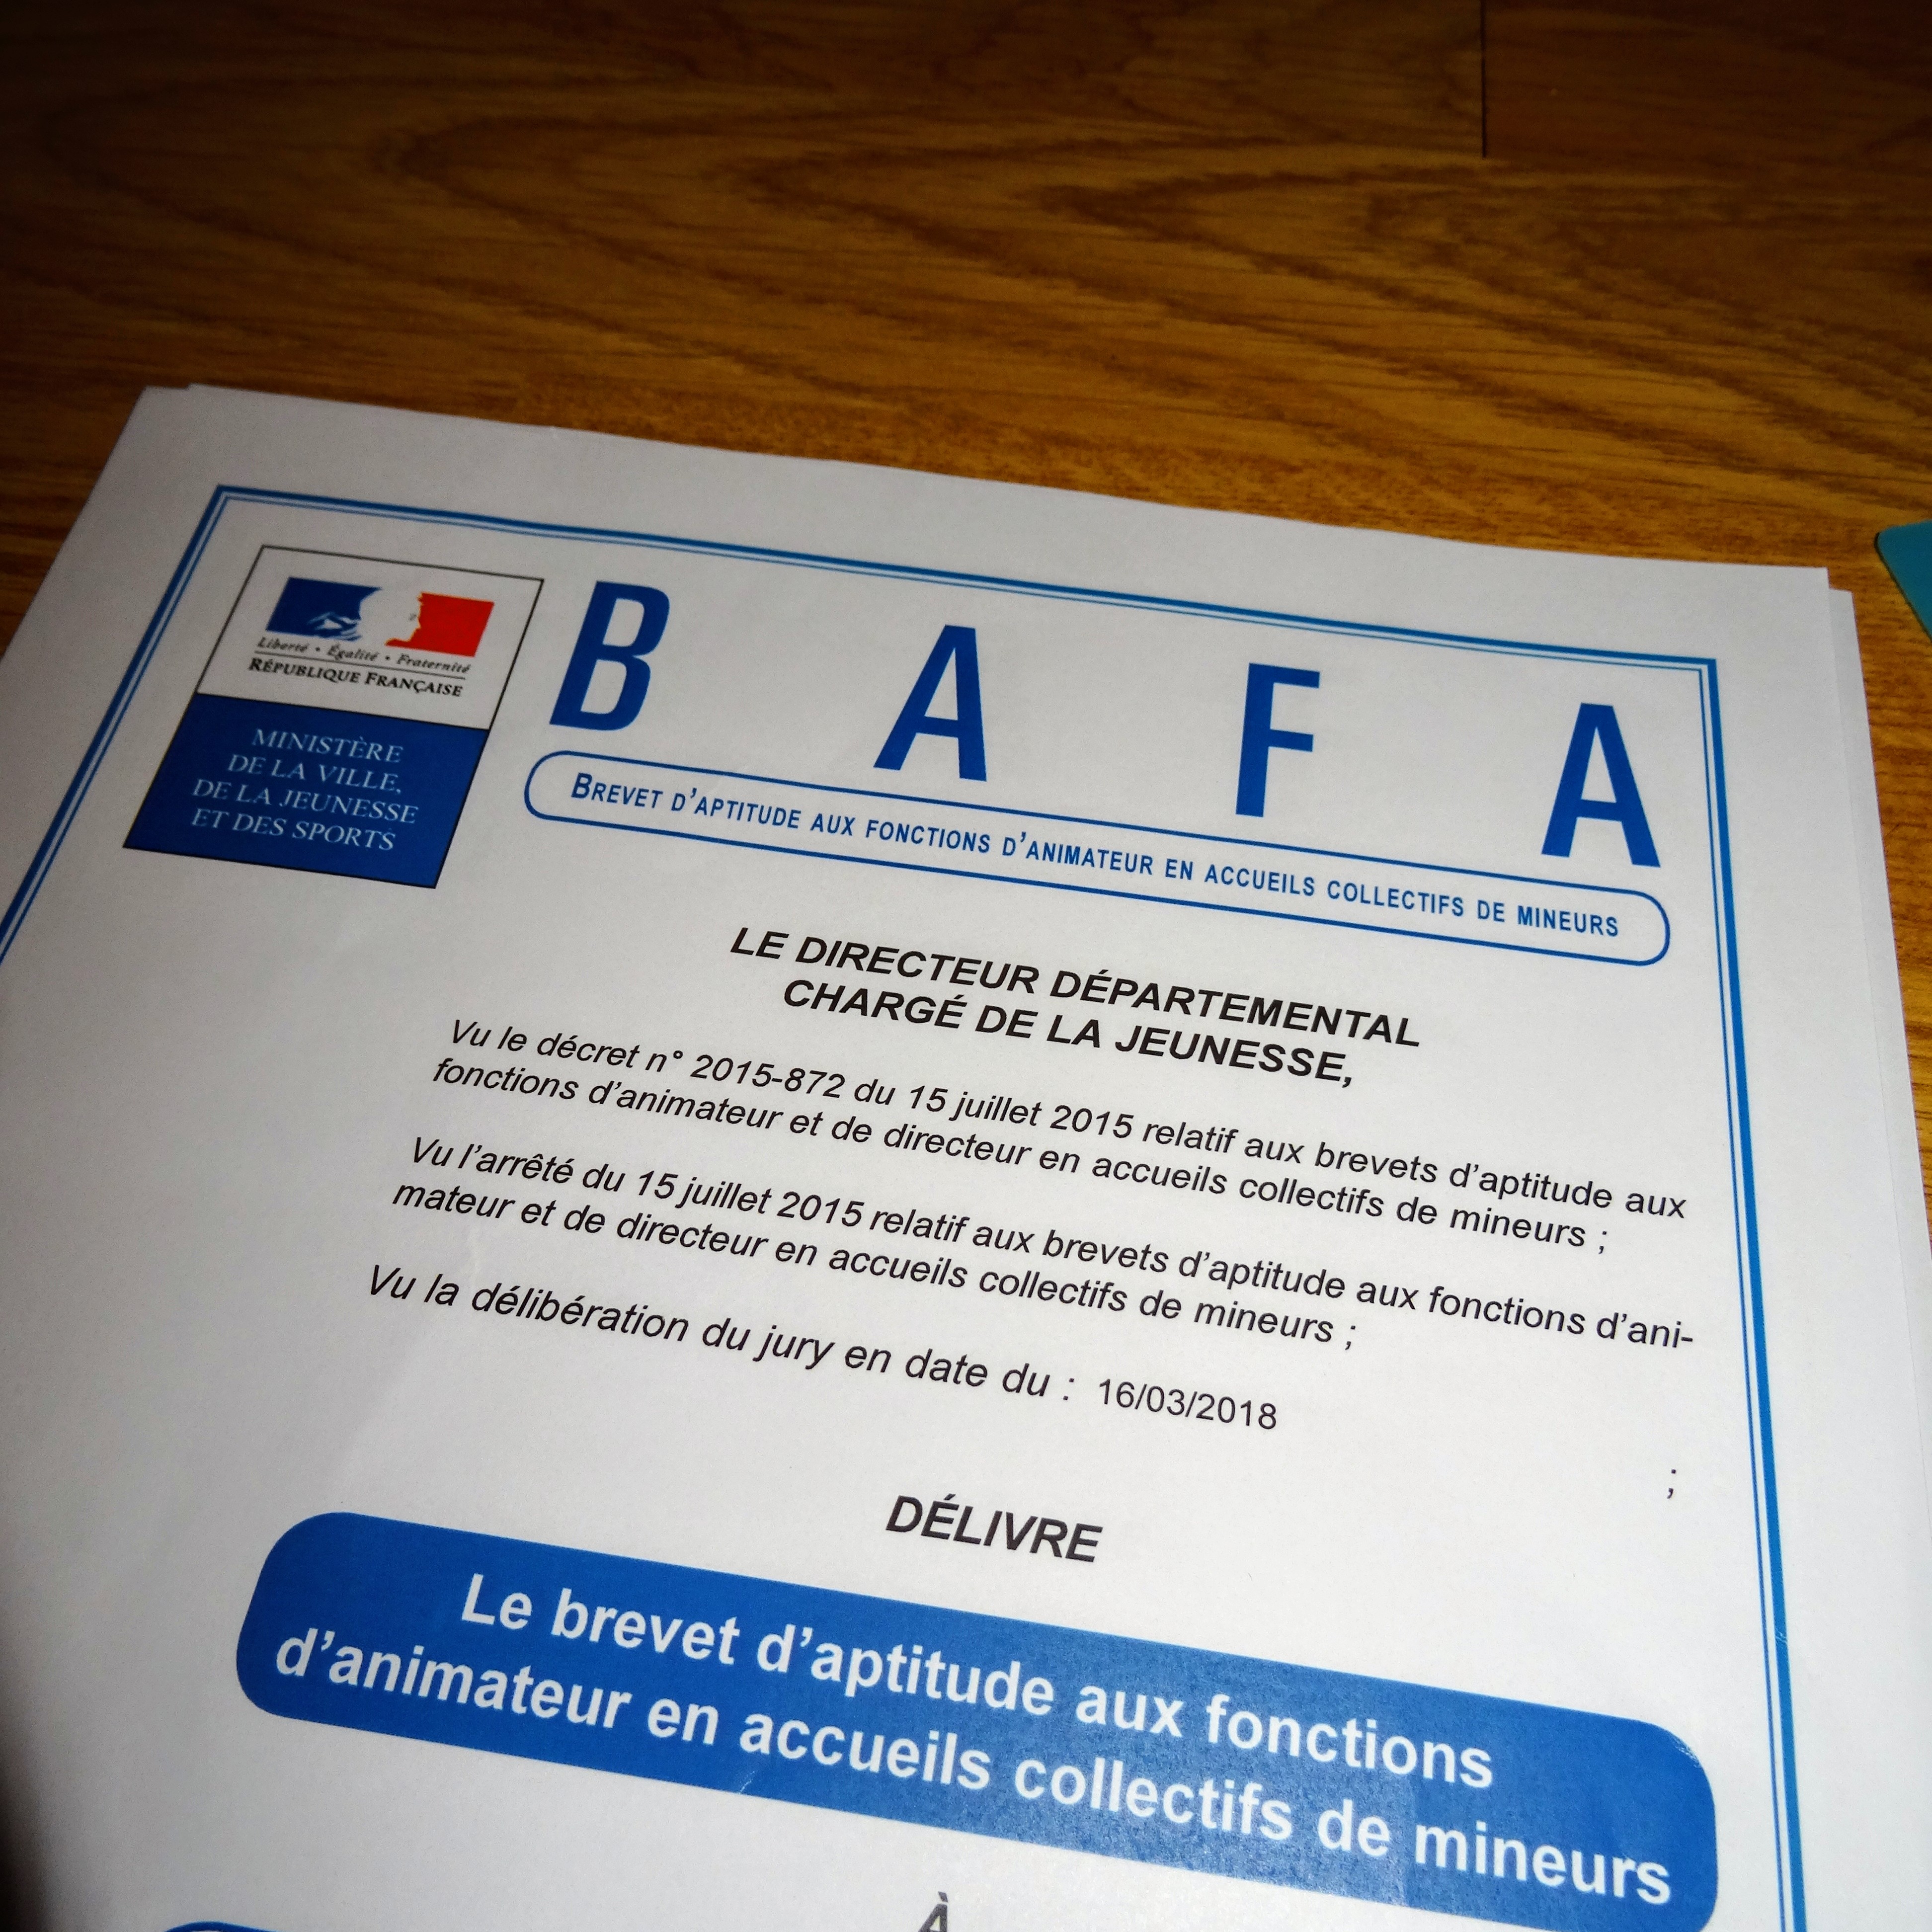 Liberté • Égalité • Fraternité
RÉPUBLIQUE FRANÇAISE
MINISTÈRE
DE LA VILLE,
DE LA JEUNESSE
ET DES SPORTS
B A F A
BREVET D'APTITUDE AUX FONCTIONS D'ANIMATEUR EN ACCUEILS COLLECTIFS DE MINEURS
LE DIRECTEUR DÉPARTEMENTAL
CHARGÉ DE LA JEUNESSE,
Vu le décret n° 2015-872 du 15 juillet 2015 relatif aux brevets d'aptitude aux
fonctions d'animateur et de directeur en accueils collectifs de mineurs ;
Vu l'arrêté du 15 juillet 2015 relatif aux brevets d'aptitude aux fonctions d'ani-
mateur et de directeur en accueils collectifs de mineurs ;
Vu la délibération du jury en date du : 16/03/2018
;
DÉLIVRE
Le brevet d'aptitude aux fonctions
d'animateur en accueils collectifs de mineurs
À